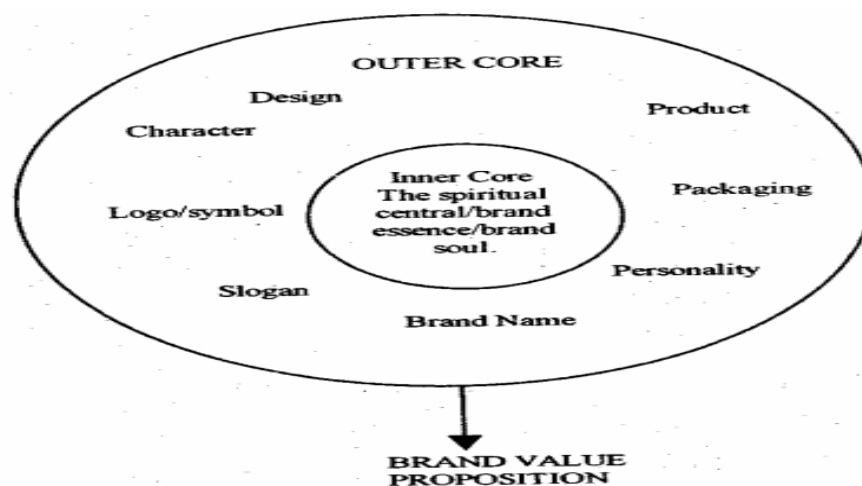 OUTER CORE
Design
Product
Character
Inner Core
The spiritual
central/brand
essence/brand
soul.
Packaging
Logo/symbol
Personality
Slogan
Brand Name
BRAND VALUE
PROPOSITION